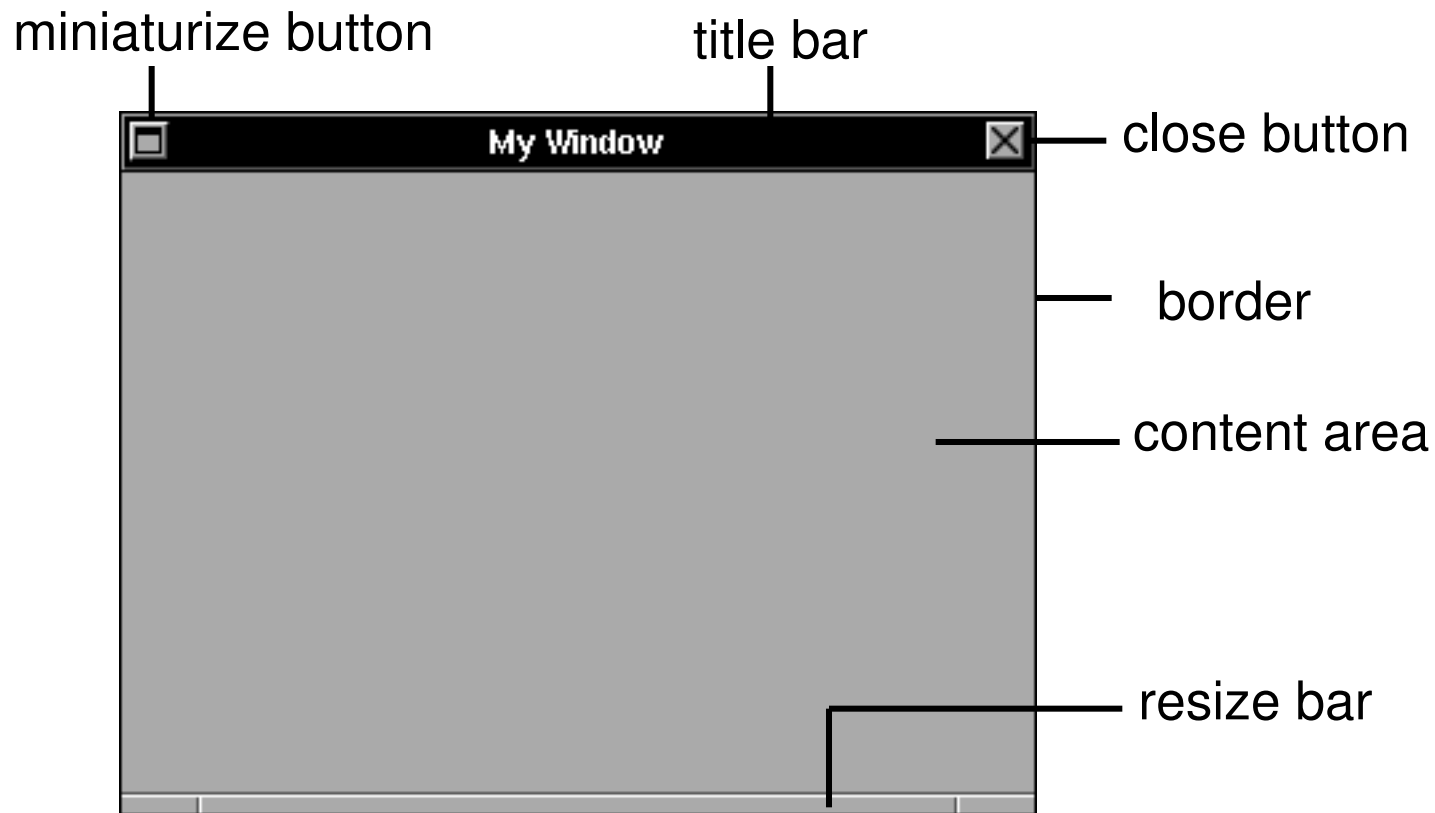 miniaturize button
title bar
My Window
close button
border
content area
resize bar